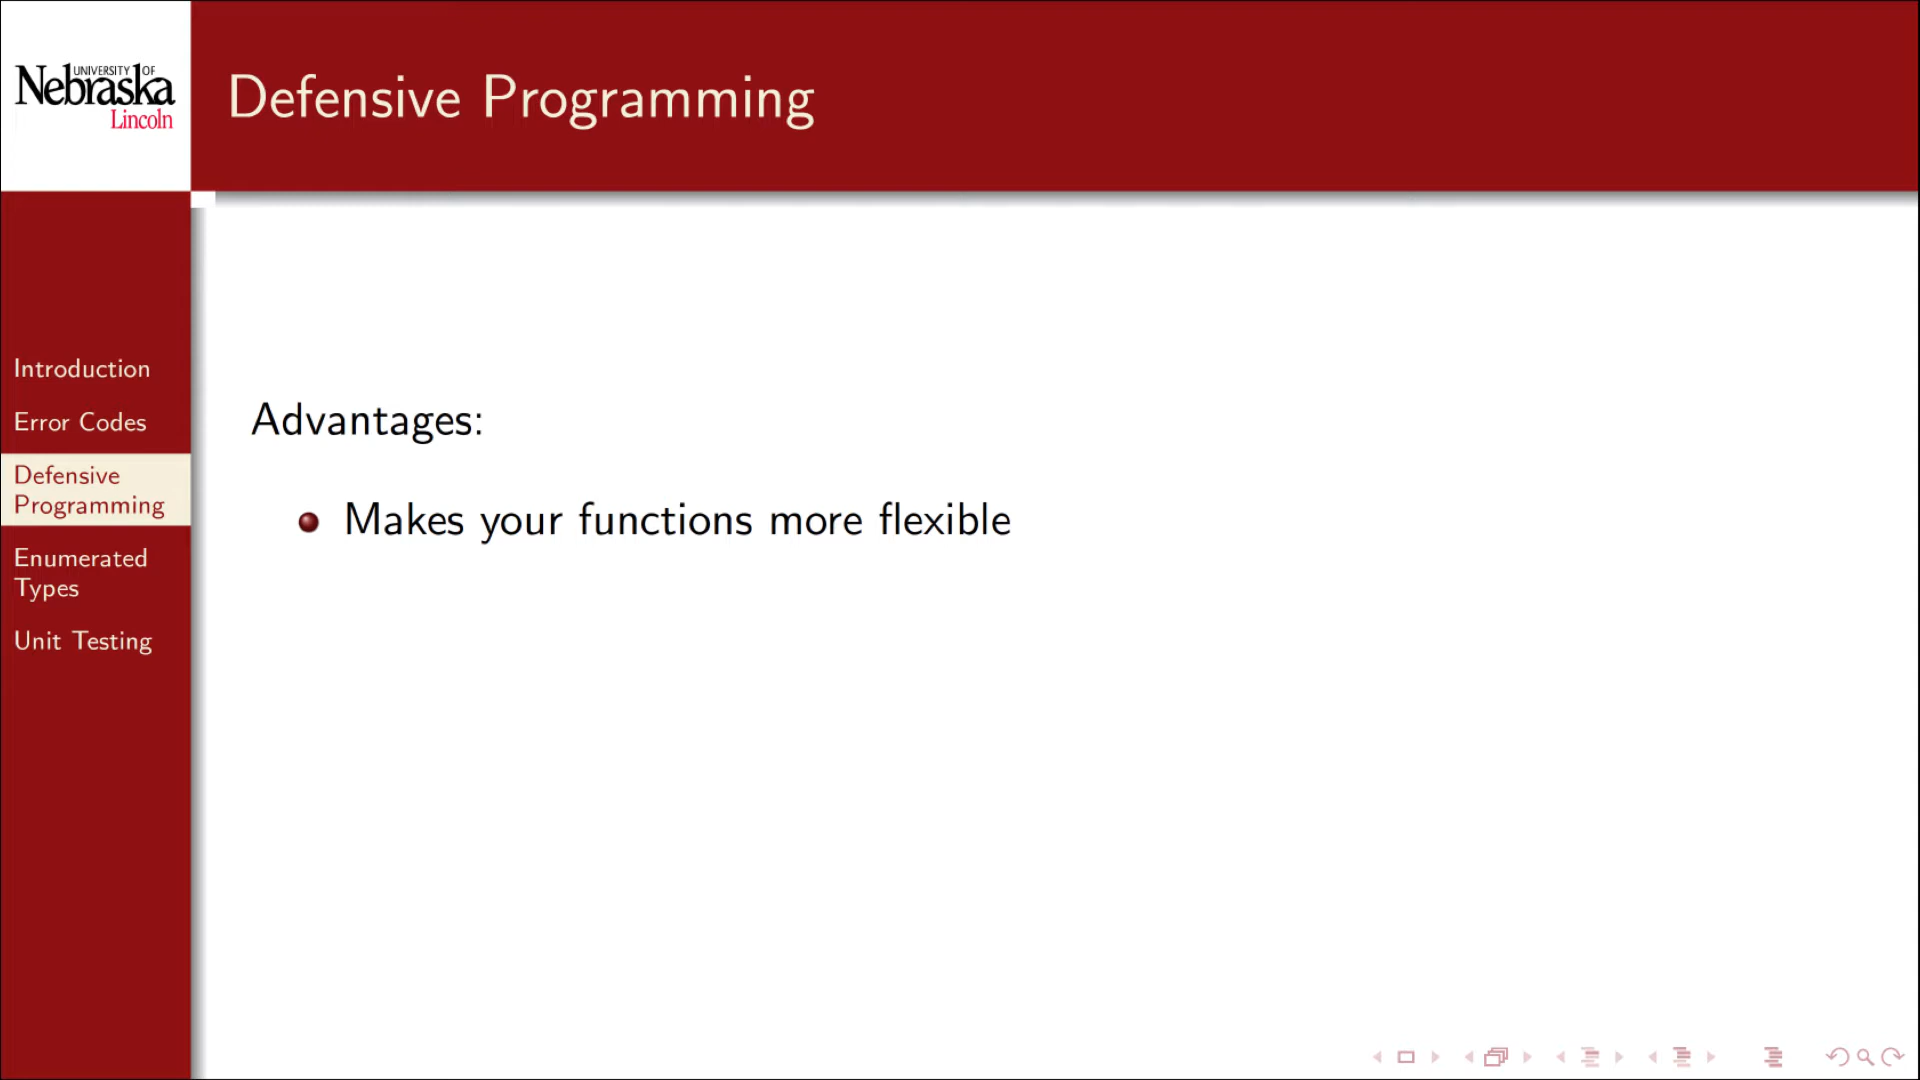 UNIVERSITY OF
Nebraska
Lincoln
Defensive Programming
Introduction
Error Codes
Defensive
Programming
Enumerated
Types
Unit Testing
Advantages:
Makes your functions more flexible